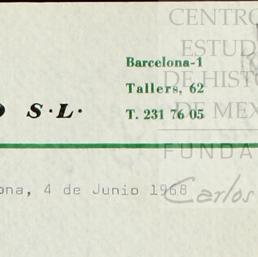 CENTRO
ESTUD
DE HIST
DE MEX
FUNDA
Carlos
Barcelona-1
Tallers, 62
S·L·
T. 231 76 05
ona, 4 de Junio 1968